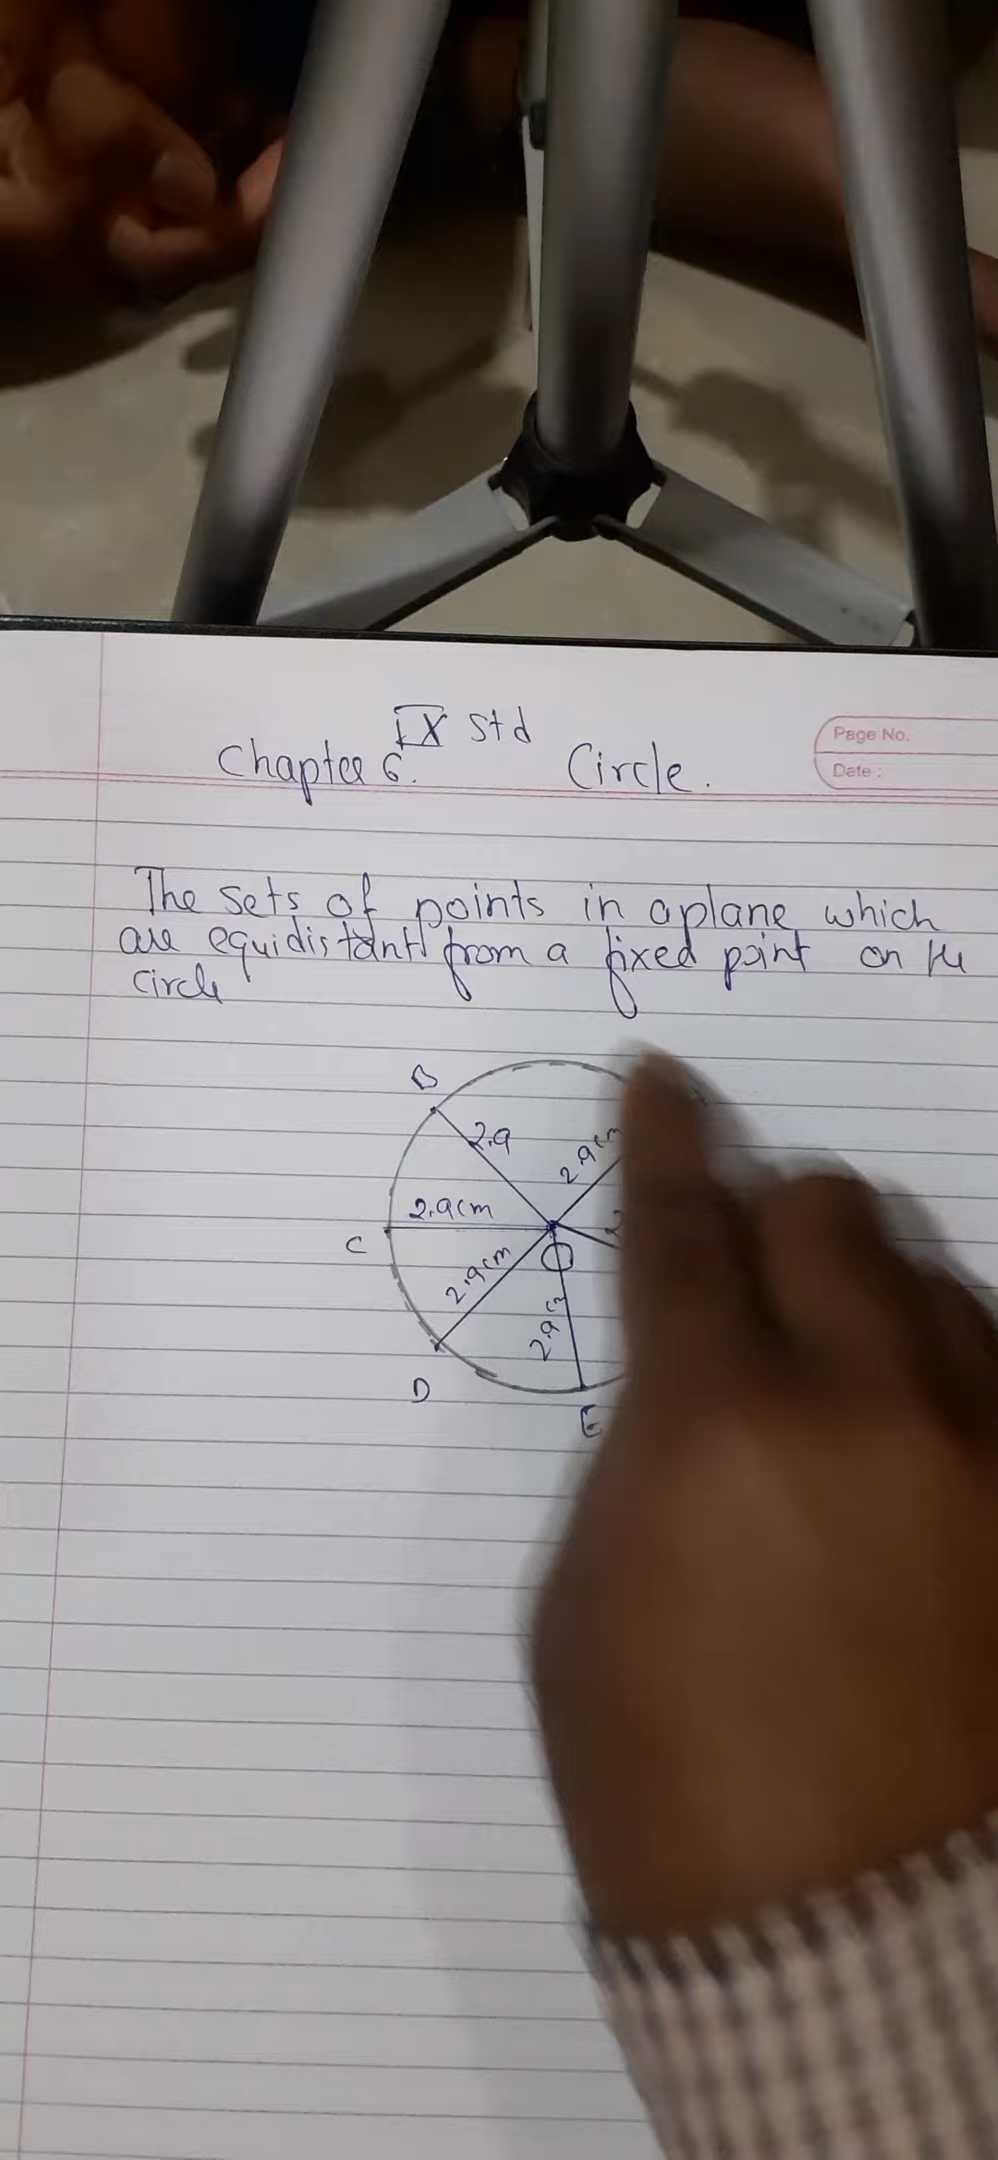 IX Std
Chapter 6. Circle.
Page No.
Date :
The sets of points in a plane which
are equidistant from a fixed point on the
circle
B
2.9
2.9cm
2.9cm
C
2.9cm
O
2.9cm
D
E